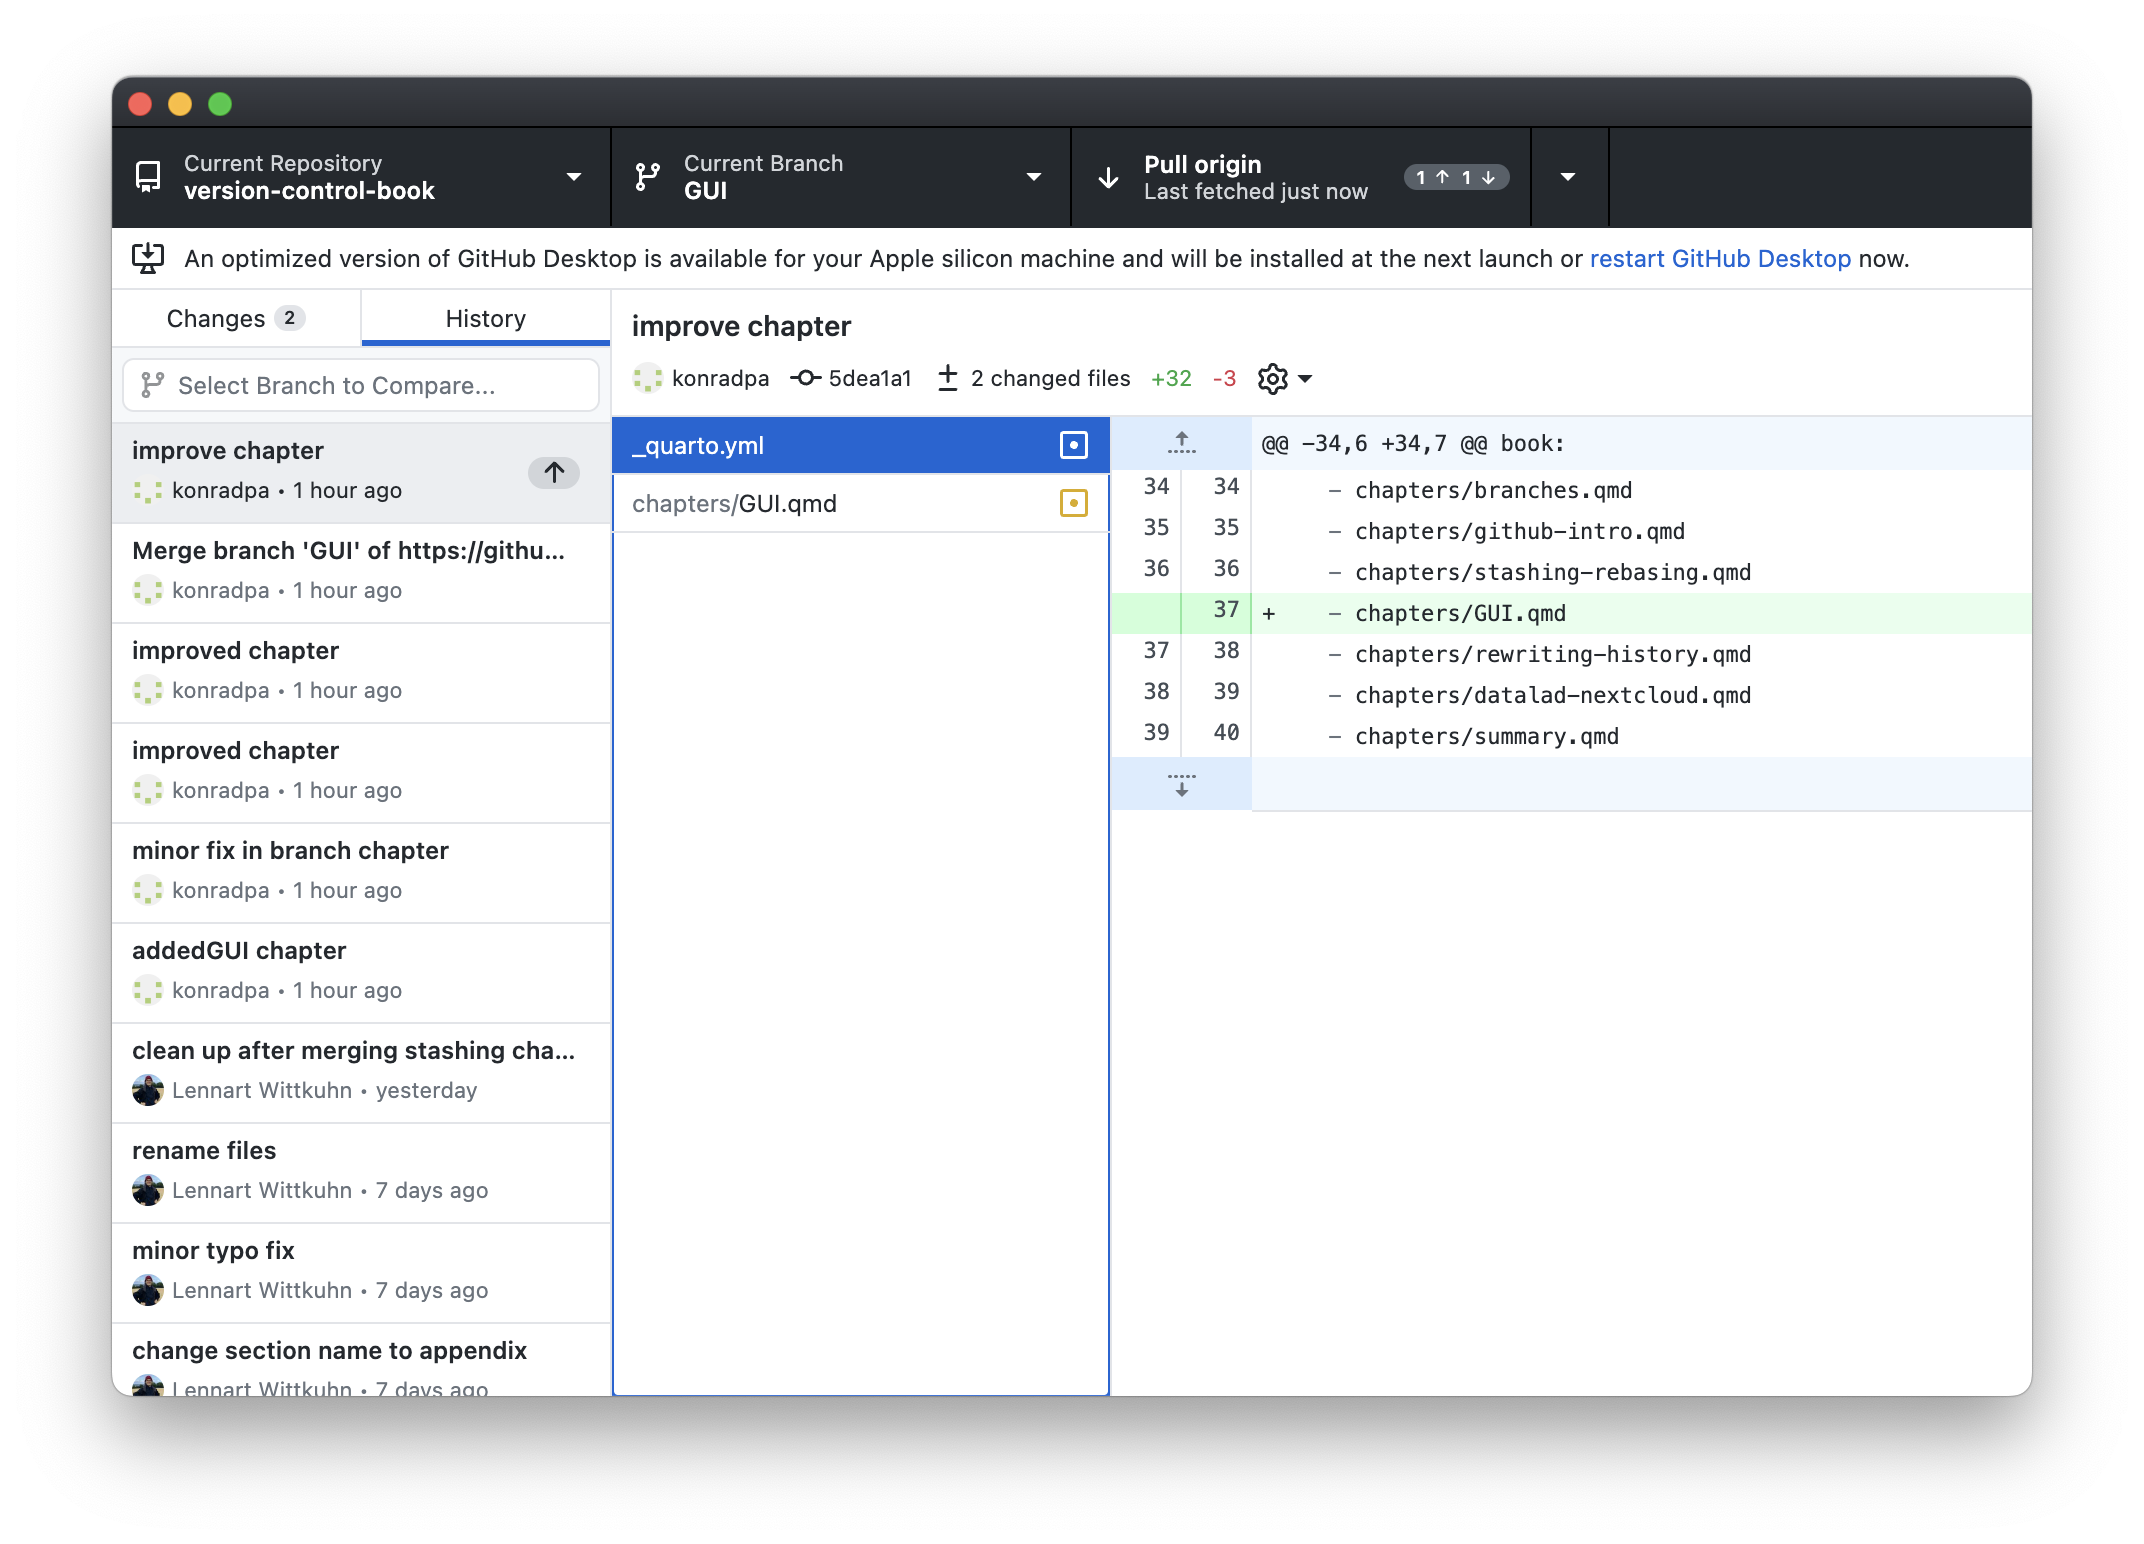 Current Repository
version-control-book
Current Branch
GUI
Pull origin
Last fetched just now
1 ↑ 1 ↓
An optimized version of GitHub Desktop is available for your Apple silicon machine and will be installed at the next launch or restart GitHub Desktop now.
Changes 2
History
Select Branch to Compare...
improve chapter
konradpa • 1 hour ago
Merge branch 'GUI' of https://githu...
konradpa • 1 hour ago
improved chapter
konradpa • 1 hour ago
improved chapter
konradpa • 1 hour ago
minor fix in branch chapter
konradpa • 1 hour ago
addedGUI chapter
konradpa • 1 hour ago
clean up after merging stashing cha...
Lennart Wittkuhn • yesterday
rename files
Lennart Wittkuhn • 7 days ago
minor typo fix
Lennart Wittkuhn • 7 days ago
change section name to appendix
Lennart Wittkuhn • 7 days ago
improve chapter
konradpa 5dea1a1 2 changed files +32 -3
_quarto.yml
chapters/GUI.qmd
@@ -34,6 +34,7 @@ book:
34 34 - chapters/branches.qmd
35 35 - chapters/github-intro.qmd
36 36 - chapters/stashing-rebasing.qmd
37 + - chapters/GUI.qmd
37 38 - chapters/rewriting-history.qmd
38 39 - chapters/datalad-nextcloud.qmd
39 40 - chapters/summary.qmd